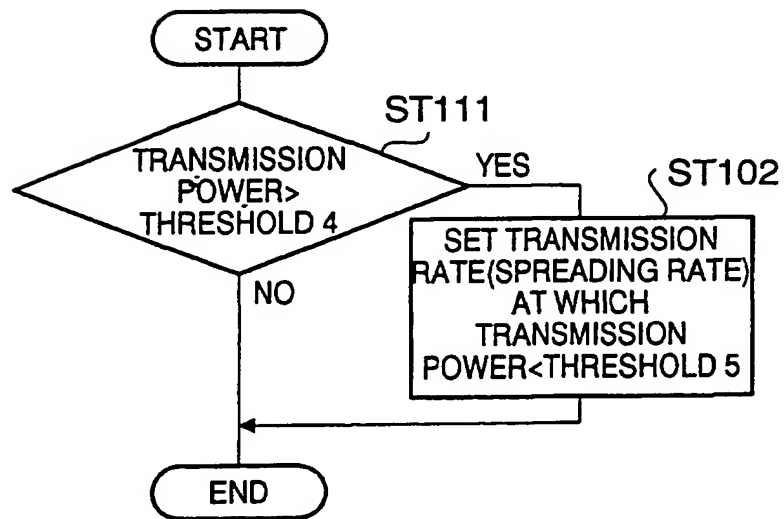 START
ST111
TRANSMISSION
POWER>
THRESHOLD 4
YES
ST102
SET TRANSMISSION
RATE(SPREADING RATE)
AT WHICH
TRANSMISSION
POWER<THRESHOLD 5
NO
END